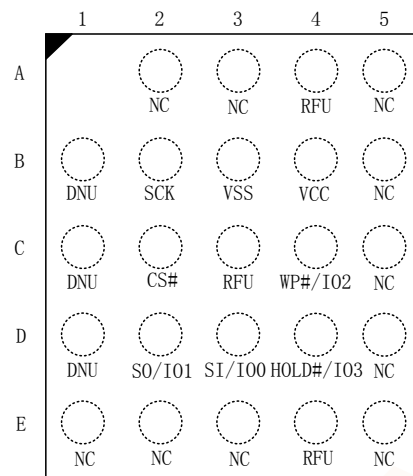 1 2 3 4 5
A
NC NC RFU NC
B
DNU SCK VSS VCC NC
C
DNU CS# RFU WP#/IO2 NC
D
DNU SO/IO1 SI/IO0 HOLD#/IO3 NC
E
NC NC NC RFU NC